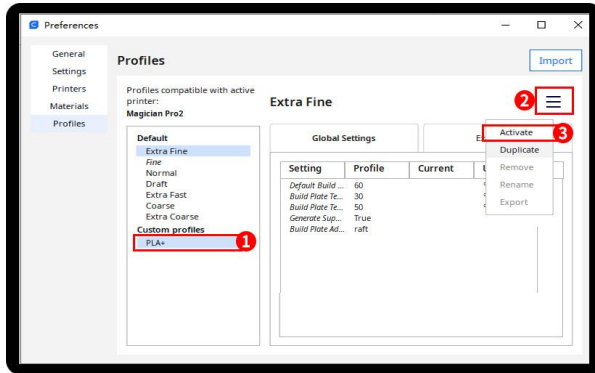 Preferences
General
Settings
Printers
Materials
Profiles
Profiles
Import
Profiles compatible with active
printer:
Magician Pro2
Default
Extra Fine
Fine
Normal
Draft
Extra Fast
Coarse
Extra Coarse
Custom profiles
PLA+
1
Extra Fine
2
Activate
3
Duplicate
Remove
Rename
Export
Global Settings
Setting Profile Current
Default Build ... 60
Build Plate Te... 30
Build Plate Te... 50
Generate Sup... True
Build Plate Ad... raft